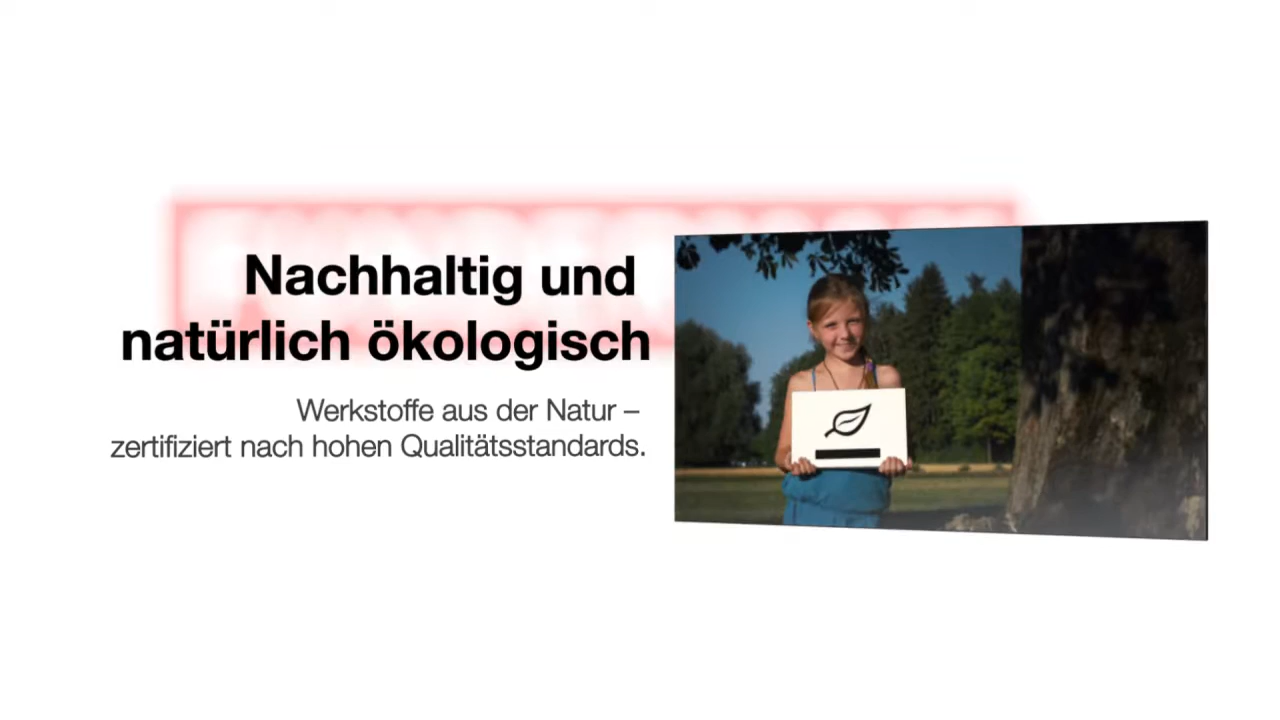 Nachhaltig und
natürlich ökologisch
Werkstoffe aus der Natur –
zertifiziert nach hohen Qualitätsstandards.